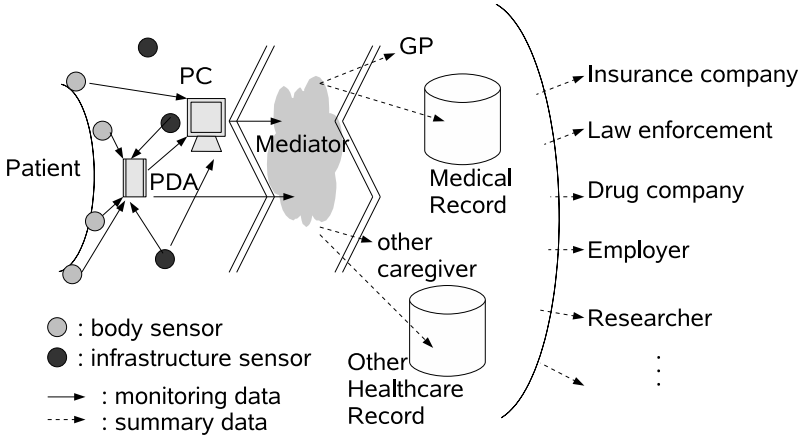 GP
PC
Insurance company
Mediator
Law enforcement
Patient
PDA
Medical
Record
Drug company
other
caregiver
Employer
: body sensor
Researcher
: infrastructure sensor
Other
Healthcare
Record
: monitoring data
: summary data